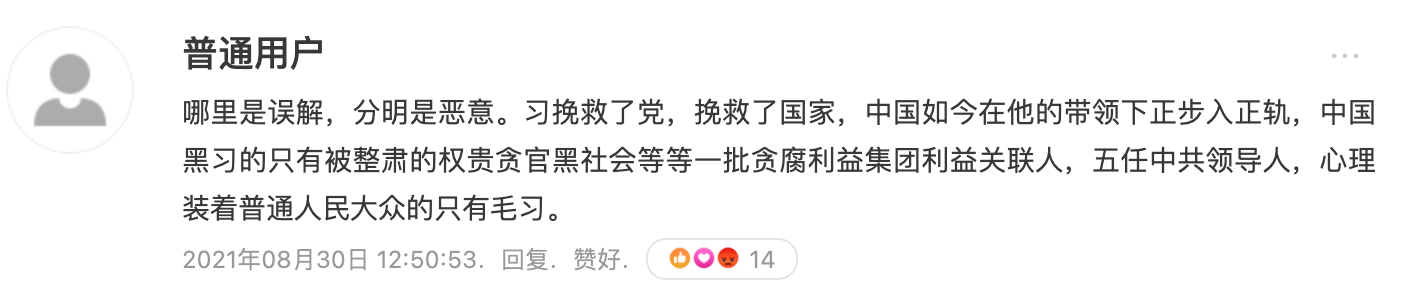 普通用户
哪里是误解，分明是恶意。习挽救了党，挽救了国家，中国如今在他的带领下正步入正轨，中国
黑习的只有被整肃的权贵贪官黑社会等等一批贪腐利益集团利益关联人，五任中共领导人，心理
装着普通人民大众的只有毛习。
2021年08月30日 12:50:53. 回复. 赞好. 14